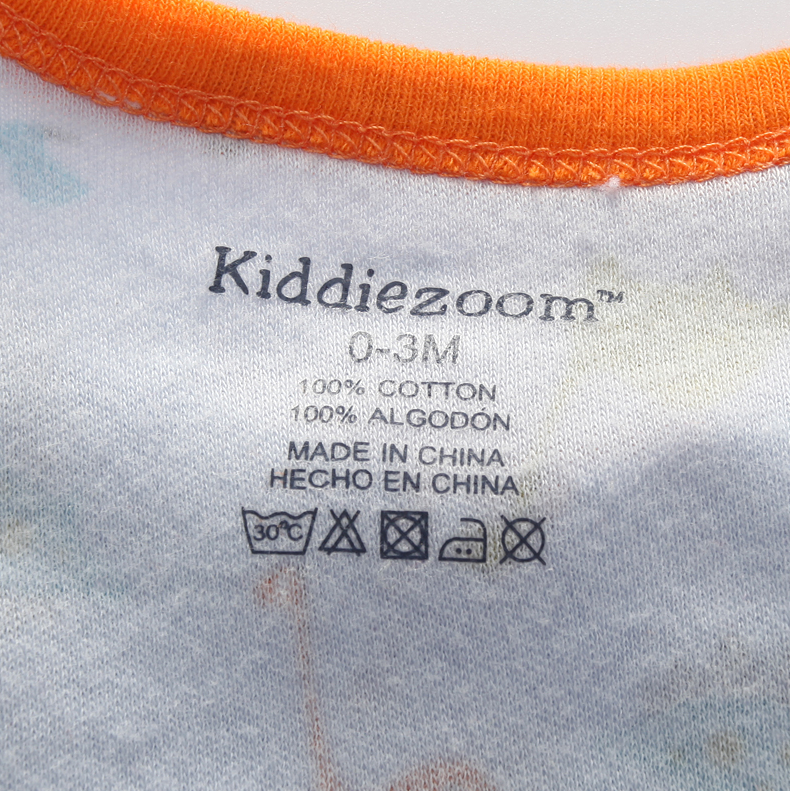 Kiddiezoom™
0-3M
100% COTTON
100% ALGODÓN
MADE IN CHINA
HECHO EN CHINA
30°C